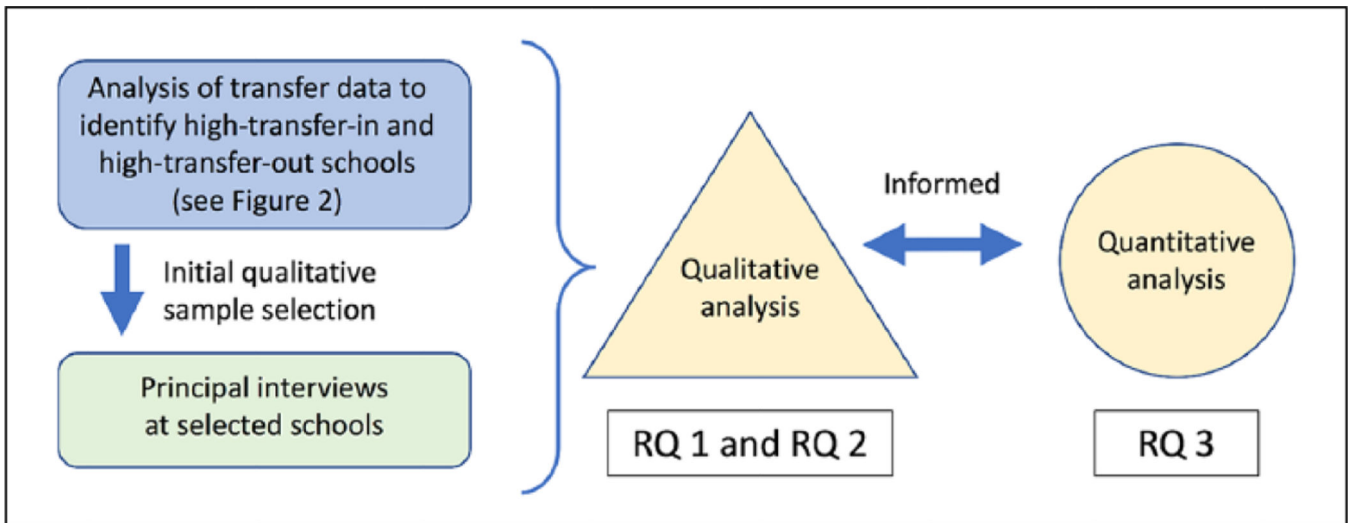 Analysis of transfer data to
identify high-transfer-in and
high-transfer-out schools
(see Figure 2)
Initial qualitative
sample selection
Principal interviews
at selected schools
Qualitative
analysis
RQ 1 and RQ 2
Informed
Quantitative
analysis
RQ 3